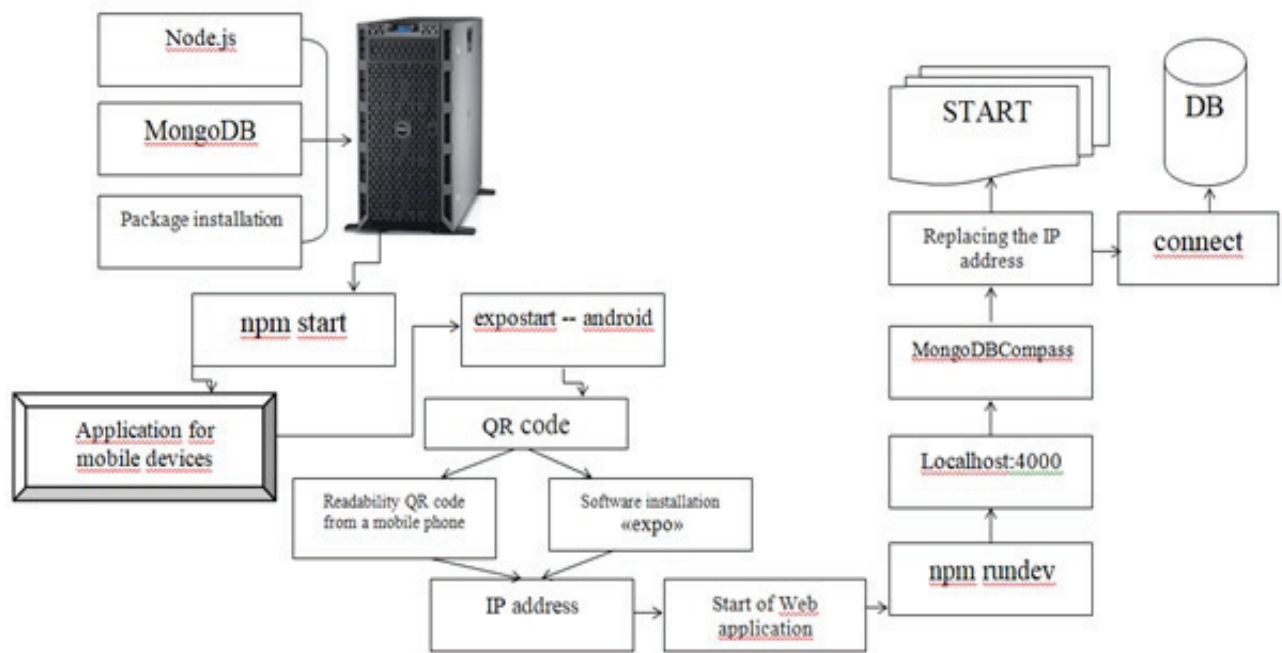 Node.js
MongoDB
Package installation
npm start
expostart -- android
Application for
mobile devices
QR code
Readability QR code
from a mobile phone
Software installation
«expo»
IP address
Start of Web
application
npm rundev
Localhost:4000
MongoDBCompass
Replacing the IP
address
connect
START
DB